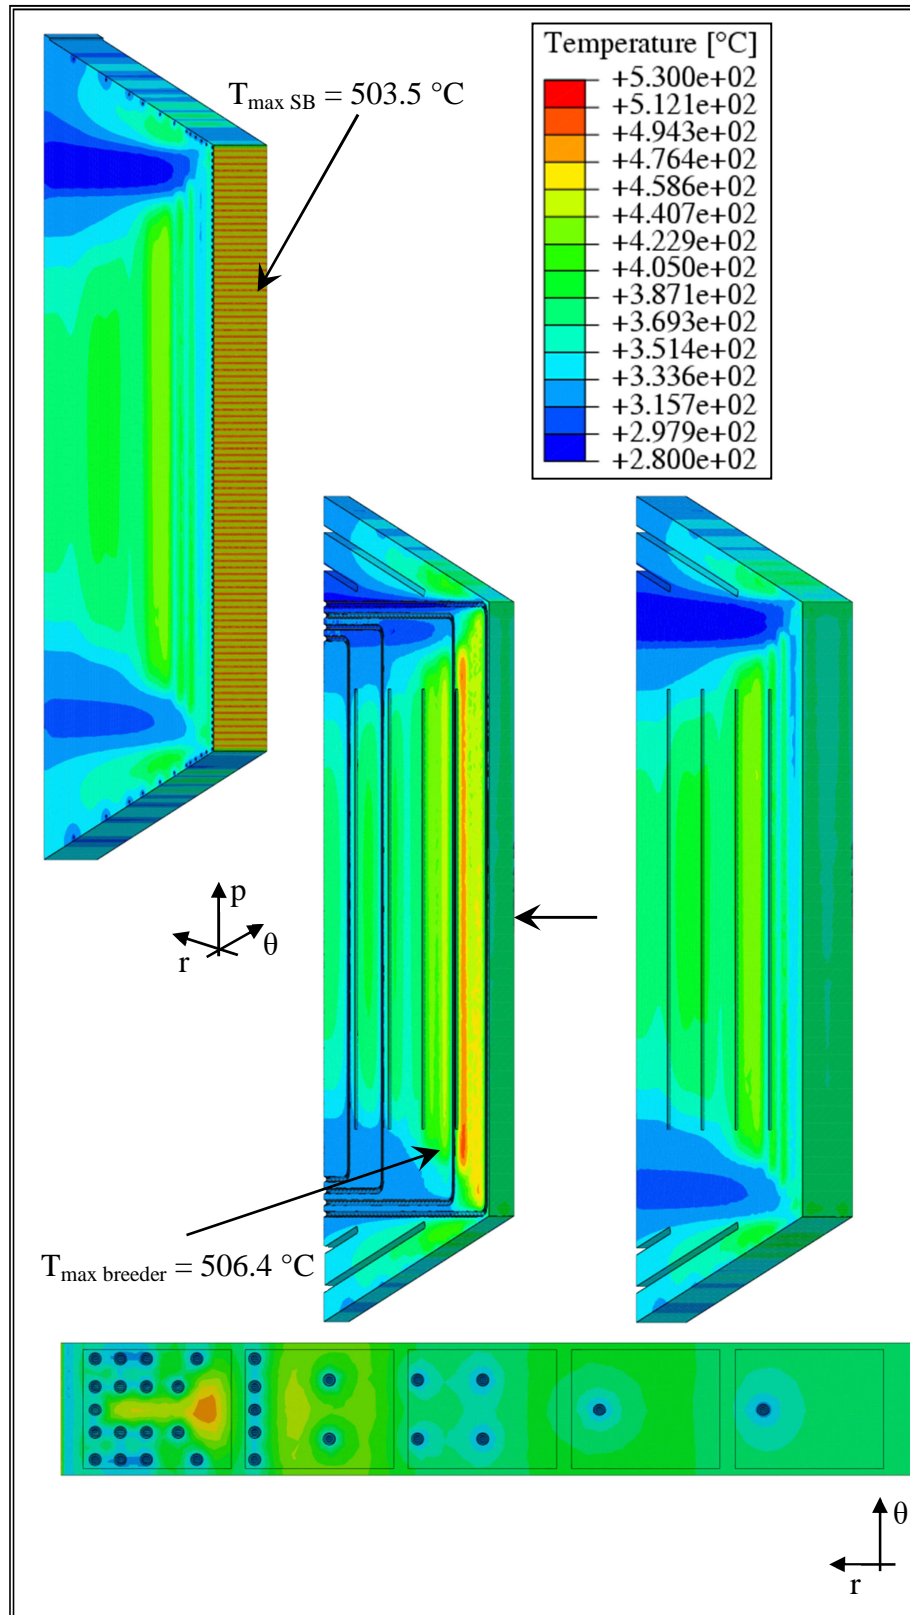 Temperature [°C]
+5.300e+02
+5.121e+02
+4.943e+02
+4.764e+02
+4.586e+02
+4.407e+02
+4.229e+02
+4.050e+02
+3.871e+02
+3.693e+02
+3.514e+02
+3.336e+02
+3.157e+02
+2.979e+02
+2.800e+02
T max SB = 503.5 °C
p
θ
r
T max breeder = 506.4 °C
θ
r